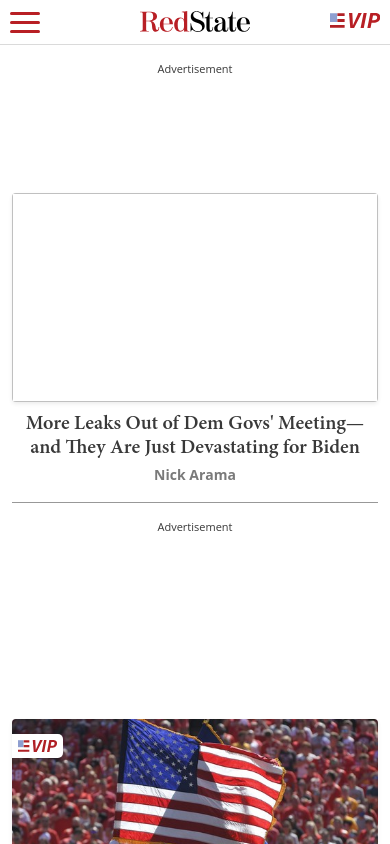 RedState
VIP
Advertisement
More Leaks Out of Dem Govs' Meeting—
and They Are Just Devastating for Biden
Nick Arama
Advertisement
VIP